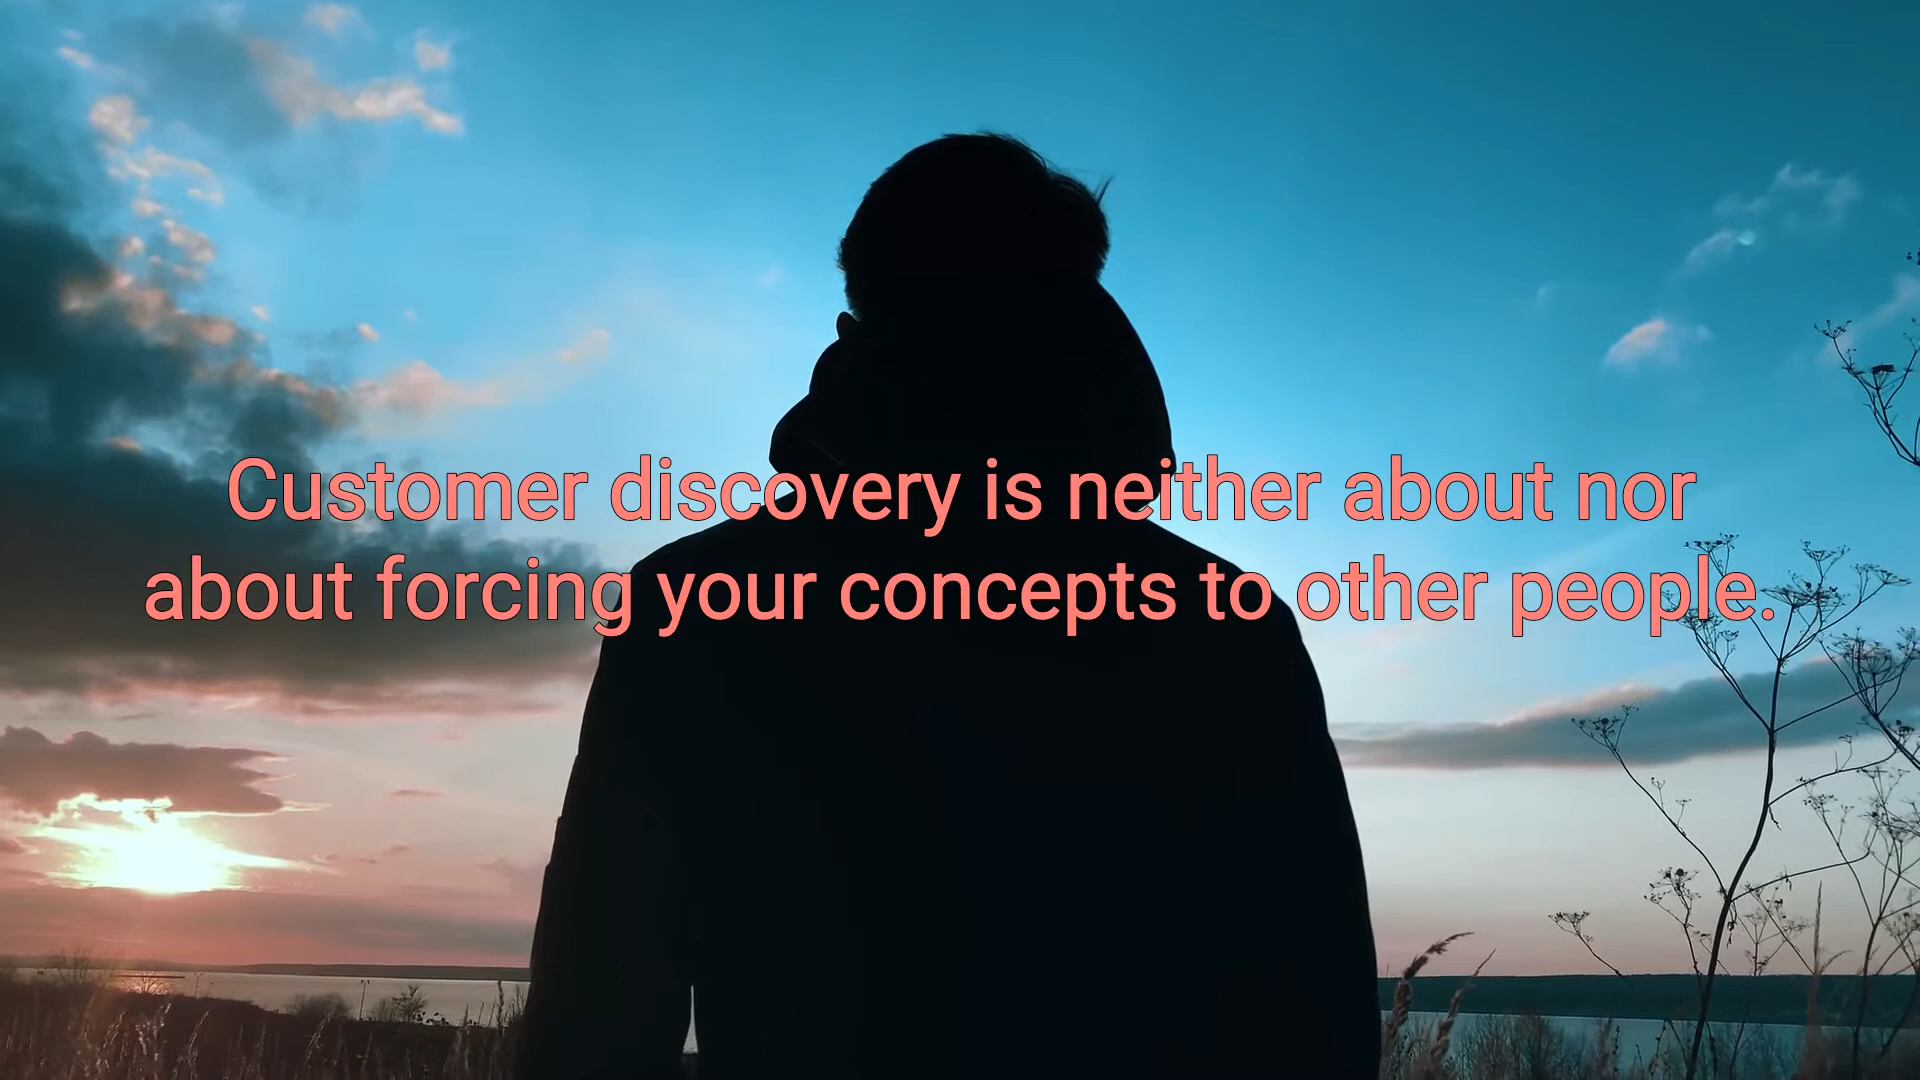 Customer discovery is neither about nor
about forcing your concepts to other people.